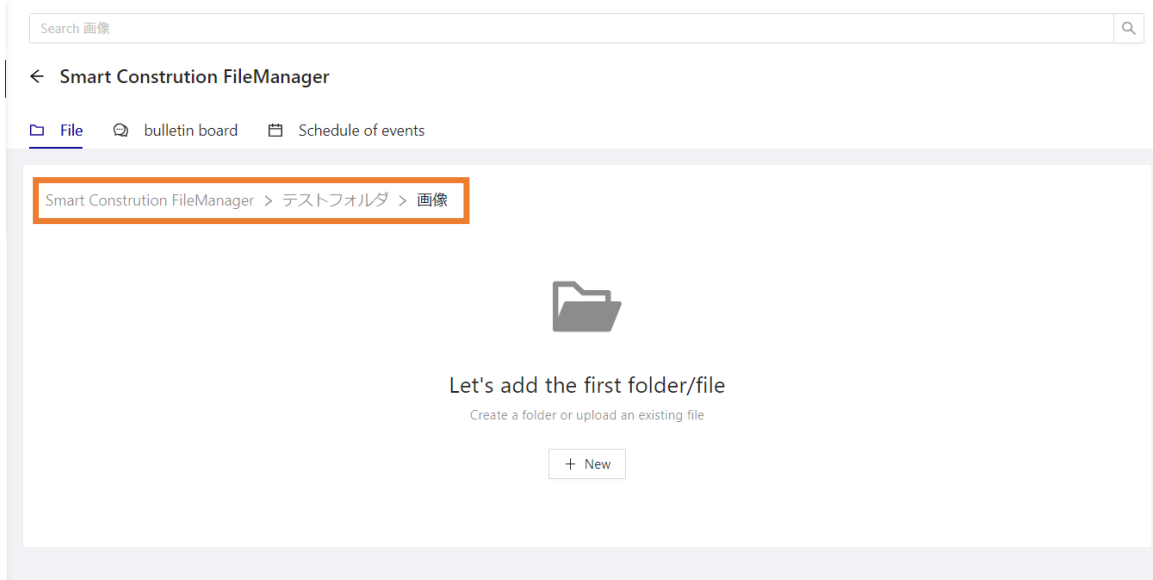 Search 画像
← Smart Constrution FileManager
File bulletin board Schedule of events
Smart Constrution FileManager > テストフォルダ > 画像
Let's add the first folder/file
Create a folder or upload an existing file
+ New